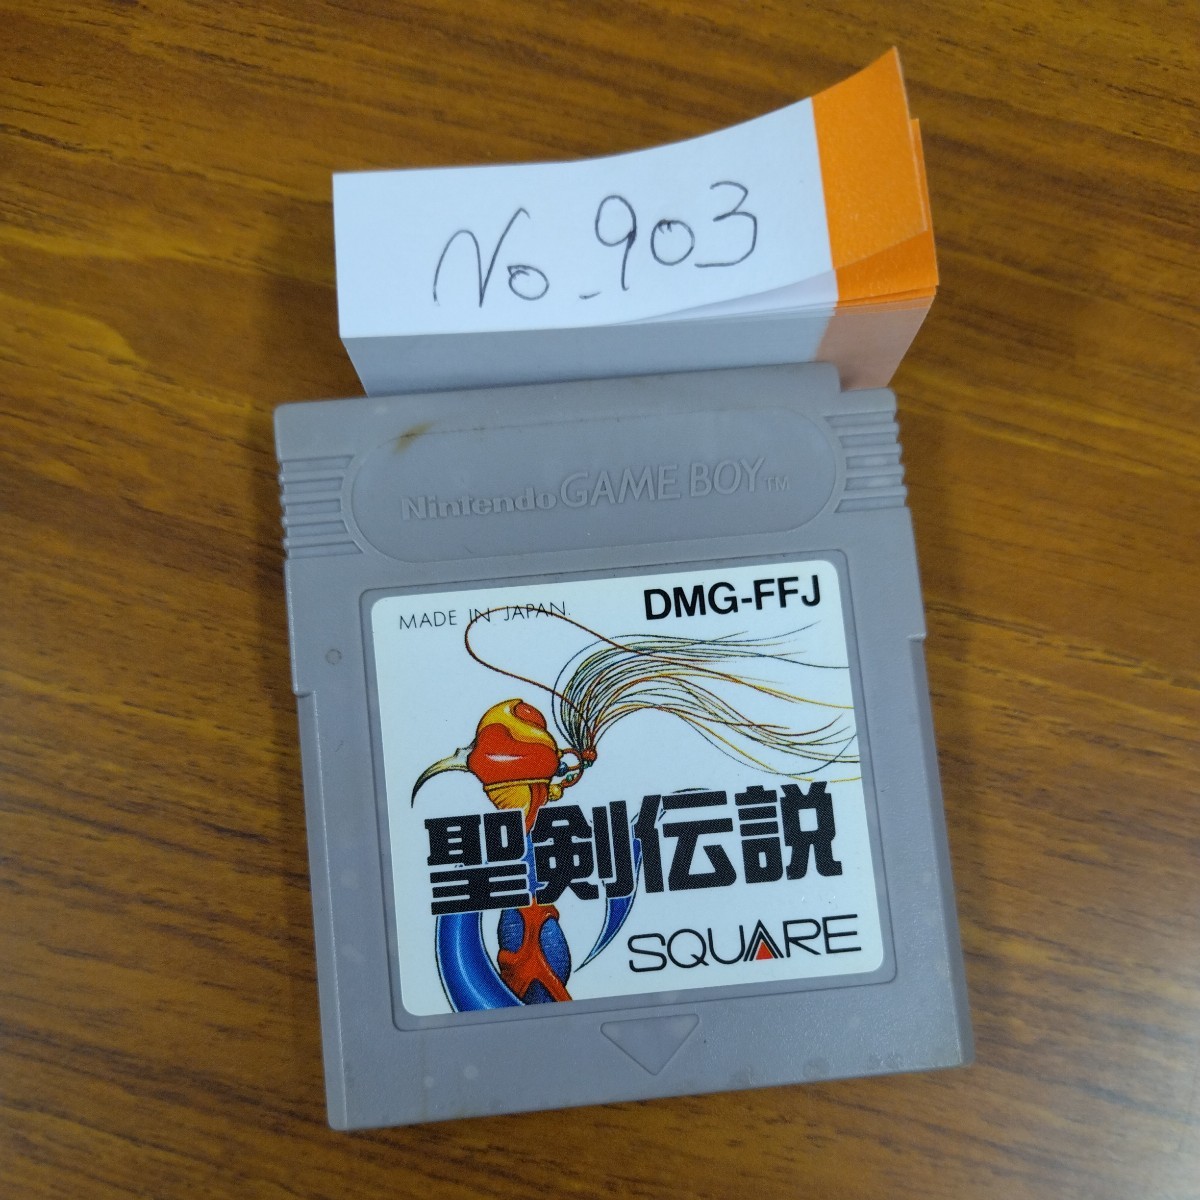 No.903
Nintendo GAME BOY TM
MADE IN JAPAN.
DMG-FFJ
聖剣伝説
SQUARE